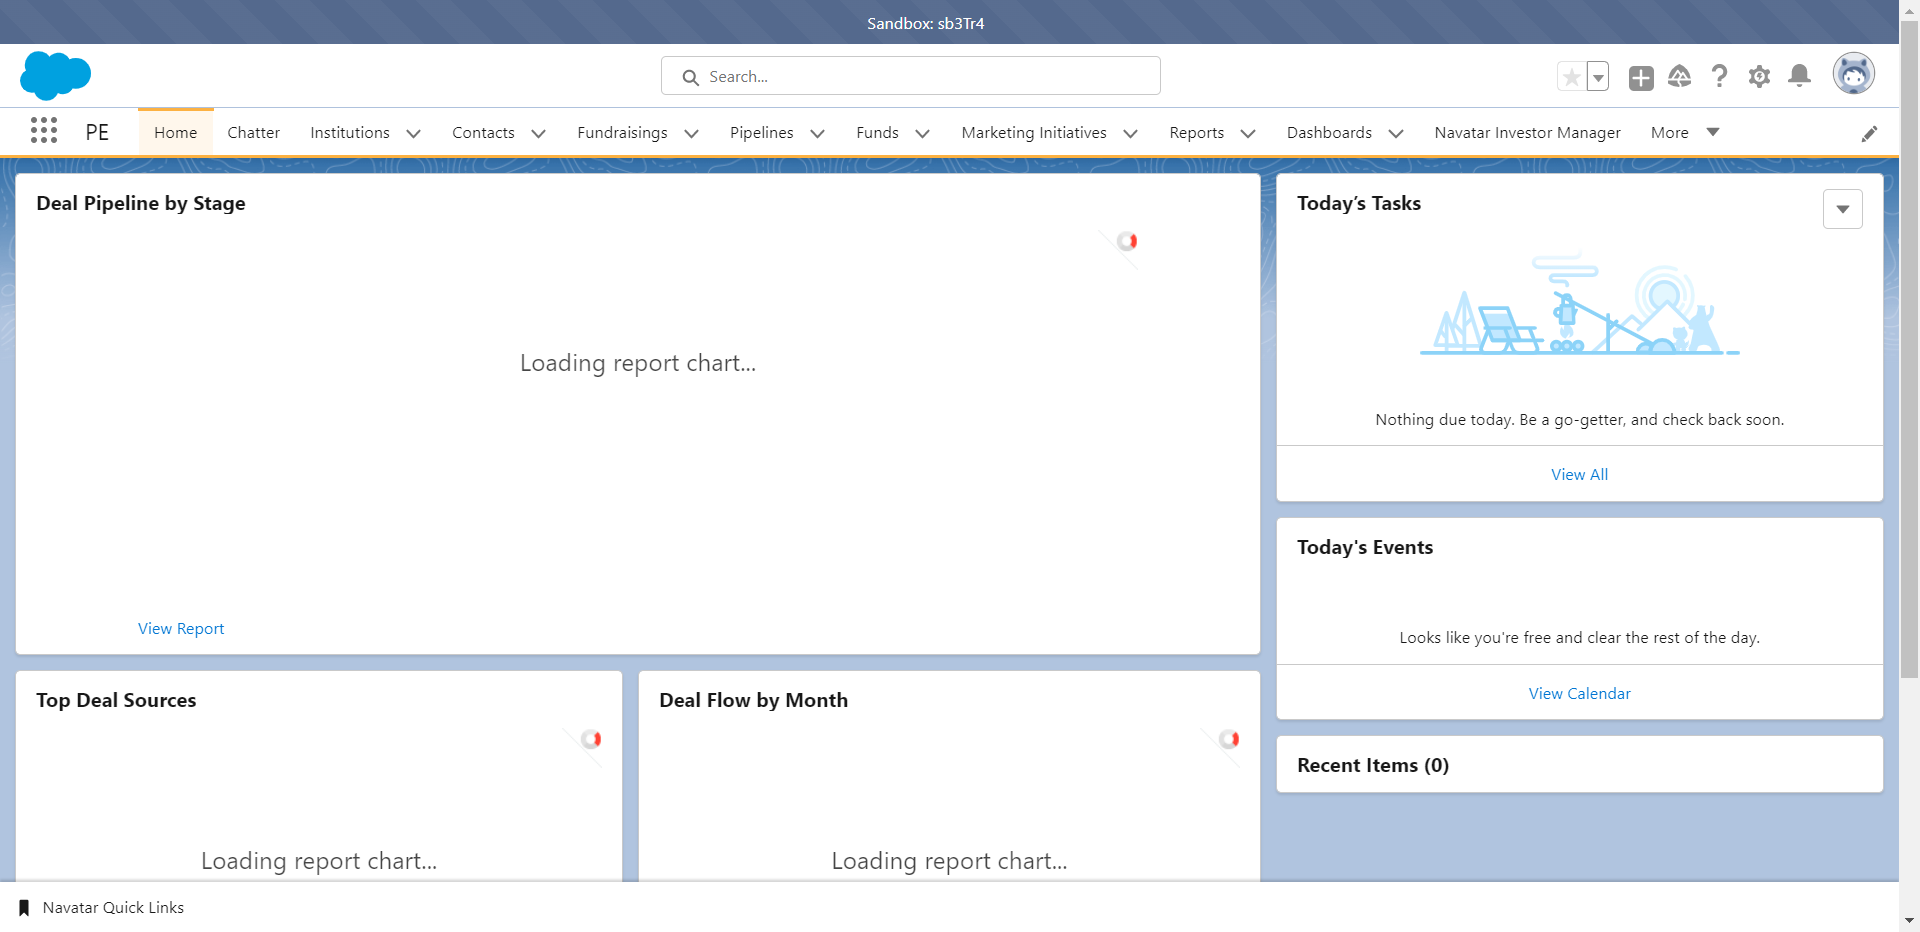 Sandbox: sb3Tr4
Search...
PE
Home
Chatter
Institutions
Contacts
Fundraisings
Pipelines
Funds
Marketing Initiatives
Reports
Dashboards
Navatar Investor Manager
More
Deal Pipeline by Stage
Loading report chart...
View Report
Top Deal Sources
Loading report chart...
Deal Flow by Month
Loading report chart...
Today’s Tasks
Nothing due today. Be a go-getter, and check back soon.
View All
Today's Events
Looks like you're free and clear the rest of the day.
View Calendar
Recent Items (0)
Navatar Quick Links